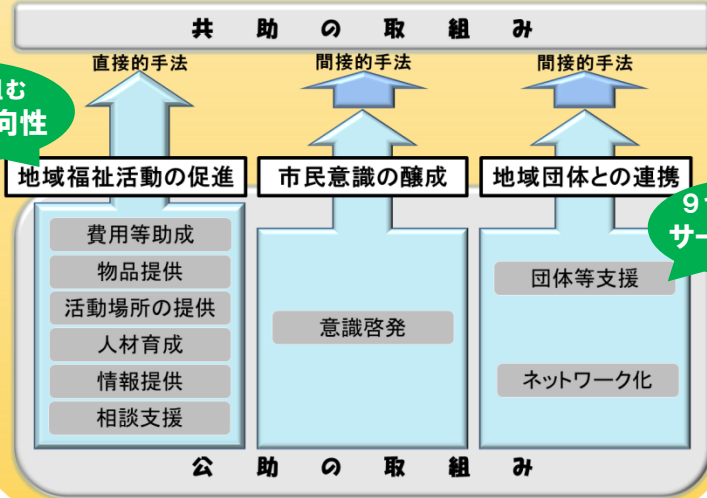 共助の取組み
直接的手法
間接的手法
間接的手法
む
向性
地域福祉活動の促進
市民意識の醸成
地域団体との連携
費用等助成
物品提供
活動場所の提供
人材育成
情報提供
相談支援
意識啓発
9
サー
団体等支援
ネットワーク化
公助の取組み